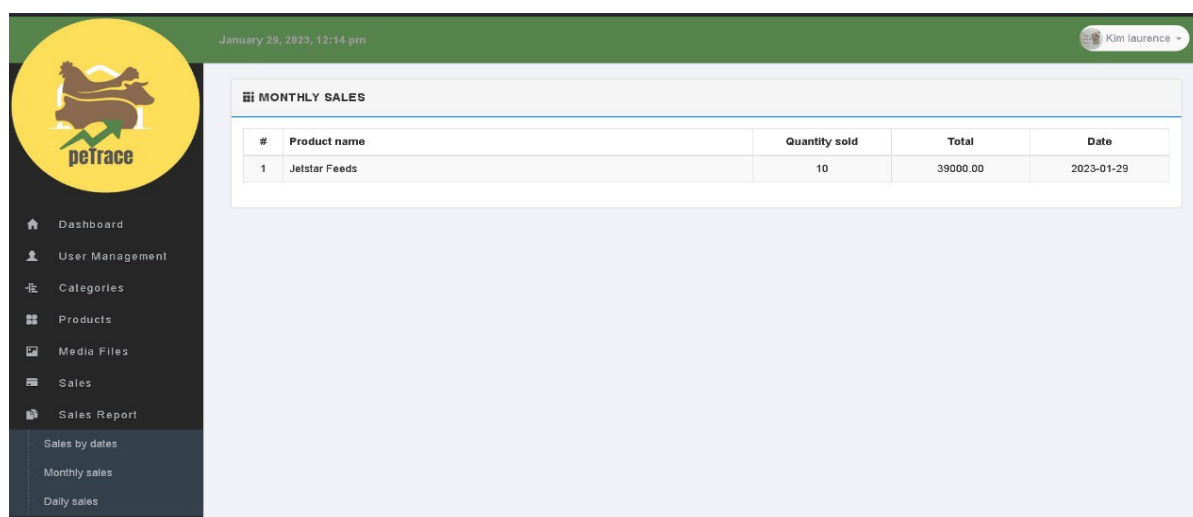 January 29, 2023, 12:14 pm
Kim laurence
peTrace
MONTHLY SALES
# Product name Quantity sold Total Date
1 Jetstar Feeds 10 39000.00 2023-01-29
Dashboard
User Management
Categories
Products
Media Files
Sales
Sales Report
Sales by dates
Monthly sales
Daily sales